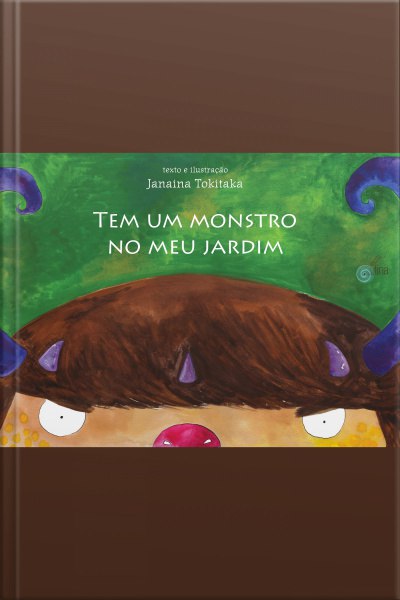 texto e ilustração
Janaina Tokitaka
TEM UM MONSTRO
NO MEU JARDIM